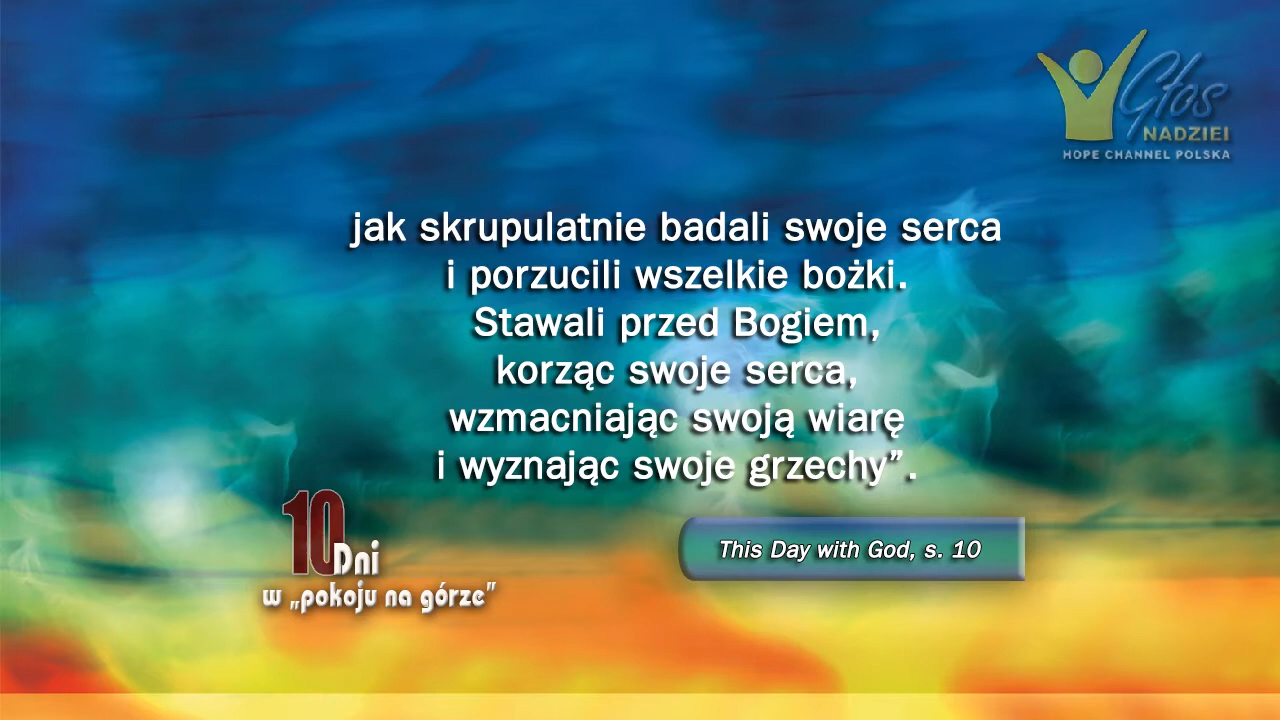 Głos
NADZIEI
HOPE CHANNEL POLSKA
jak skrupulatnie badali swoje serca
i porzucili wszelkie bożki.
Stawali przed Bogiem,
korząc swoje serca,
wzmacniając swoją wiarę
i wyznając swoje grzechy”.
10 Dni
w „pokoju na górze”
This Day with God, s. 10